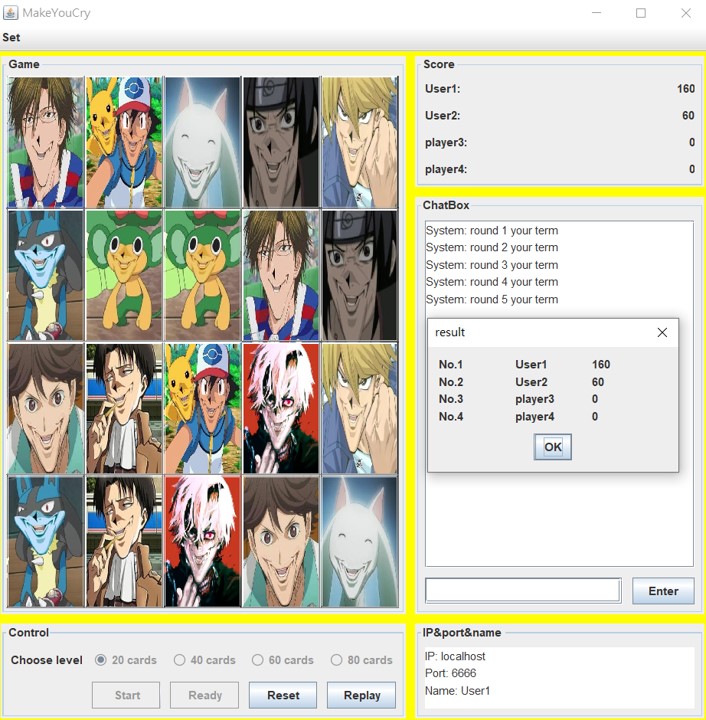 MakeYouCry
Set
Game
Score
User1: 160
User2: 60
player3: 0
player4: 0
ChatBox
System: round 1 your term
System: round 2 your term
System: round 3 your term
System: round 4 your term
System: round 5 your term
result
No.1 User1 160
No.2 User2 60
No.3 player3 0
No.4 player4 0
OK
Enter
Control
Choose level 20 cards 40 cards 60 cards 80 cards
Start Ready Reset Replay
IP&port&name
IP: localhost
Port: 6666
Name: User1